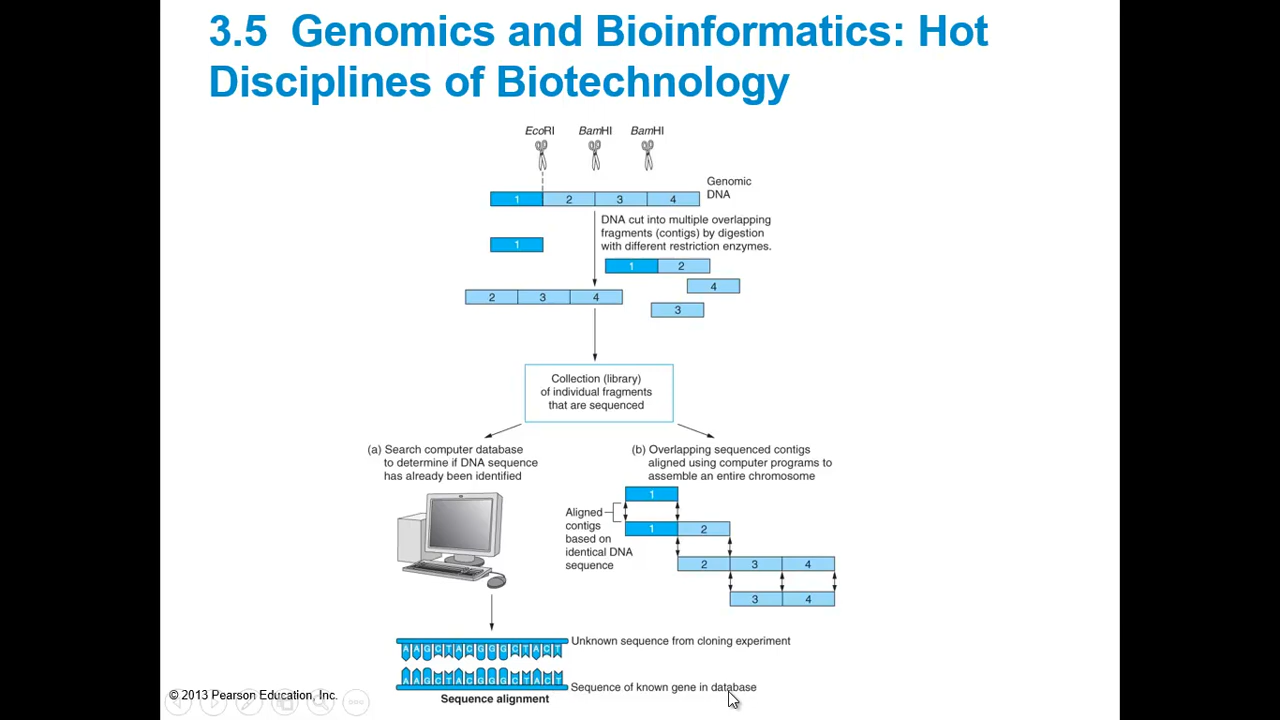 3.5 Genomics and Bioinformatics: Hot
Disciplines of Biotechnology
EcoRI BamHI BamHI
Genomic
DNA
1 2 3 4
DNA cut into multiple overlapping
fragments (contigs) by digestion
with different restriction enzymes.
1
1 2
4
2 3 4
3
Collection (library)
of individual fragments
that are sequenced
(a) Search computer database
to determine if DNA sequence
has already been identified
(b) Overlapping sequenced contigs
aligned using computer programs to
assemble an entire chromosome
1
Aligned
contigs
based on
identical DNA
sequence
1 2
2 3 4
3 4
Unknown sequence from cloning experiment
AAGCTACGGGCTACT
AAGCTACGGGCTACT
Sequence of known gene in database
Sequence alignment
© 2013 Pearson Education, Inc.